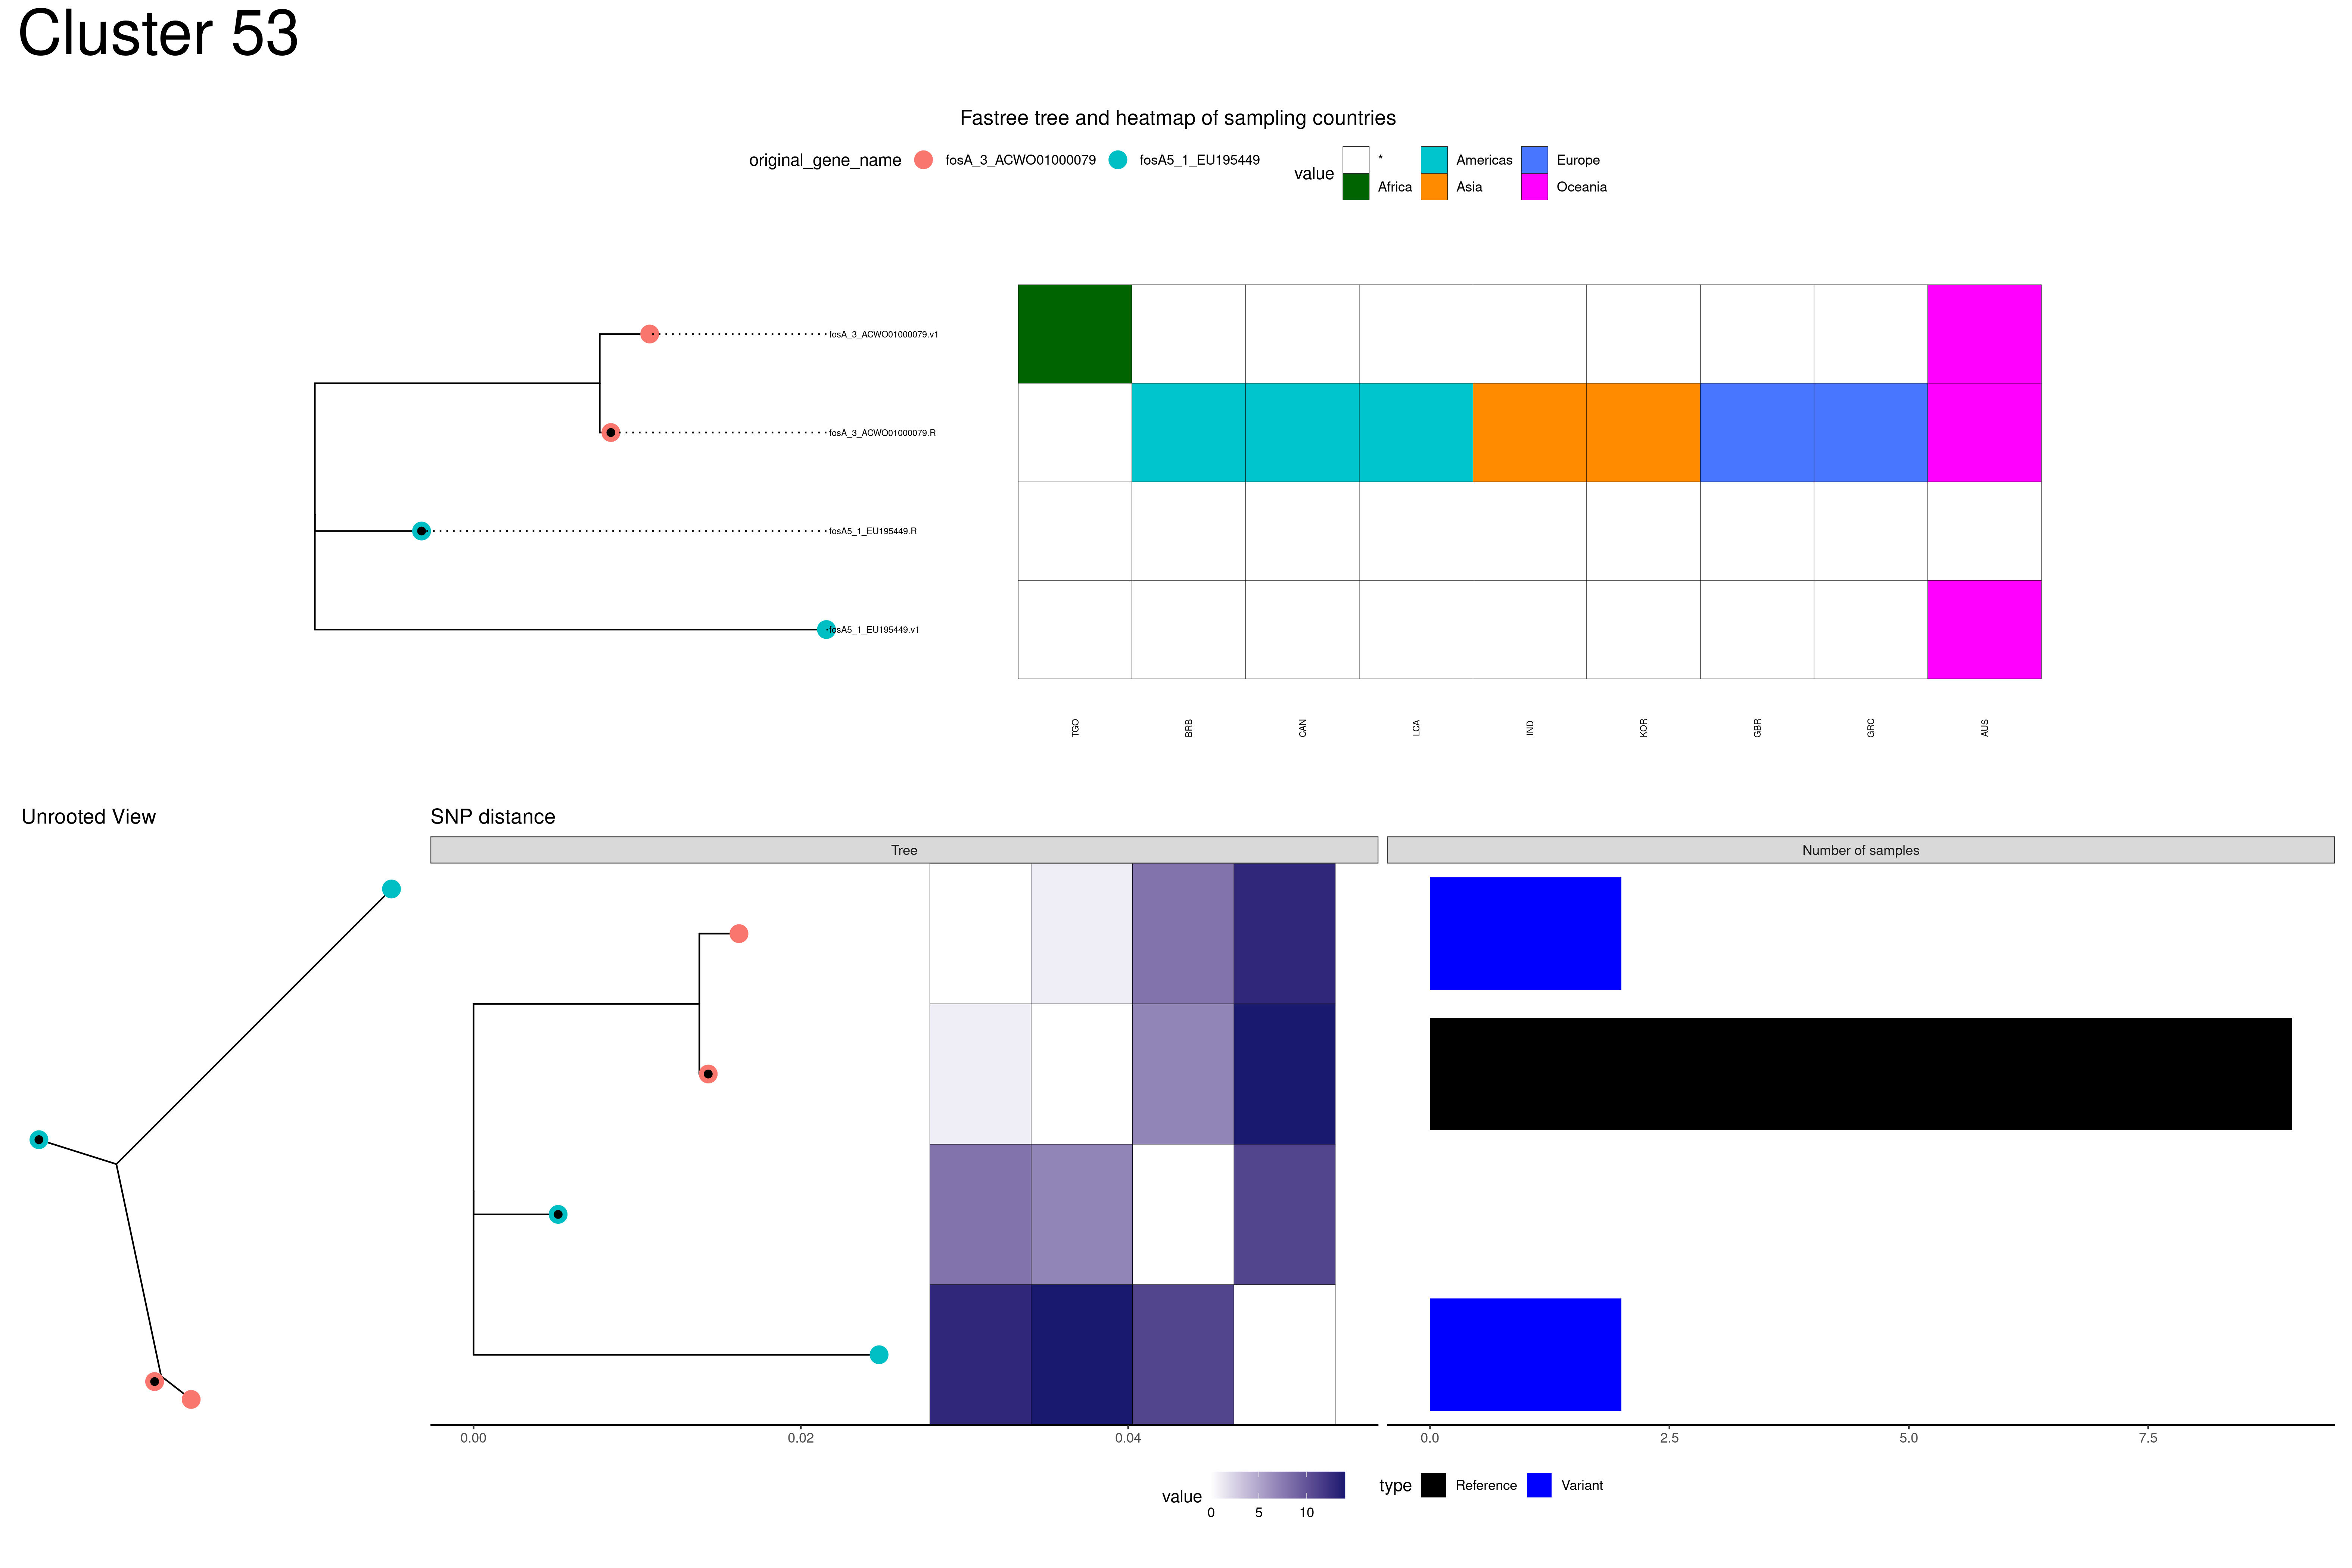 Cluster 53
Fastree tree and heatmap of sampling countries
original_gene_name fosA_3_ACWO01000079 fosA5_1_EU195449
value * Americas Europe
Africa Asia Oceania
fosA_3_ACWO01000079.v1
fosA_3_ACWO01000079.R
fosA5_1_EU195449.R
fosA5_1_EU195449.v1
TGO BRB CAN LCA IND KOR GBR GRC AUS
Unrooted View
SNP distance
Tree Number of samples
0.00 0.02 0.04 0.0 2.5 5.0 7.5
value 0 5 10
type Reference Variant